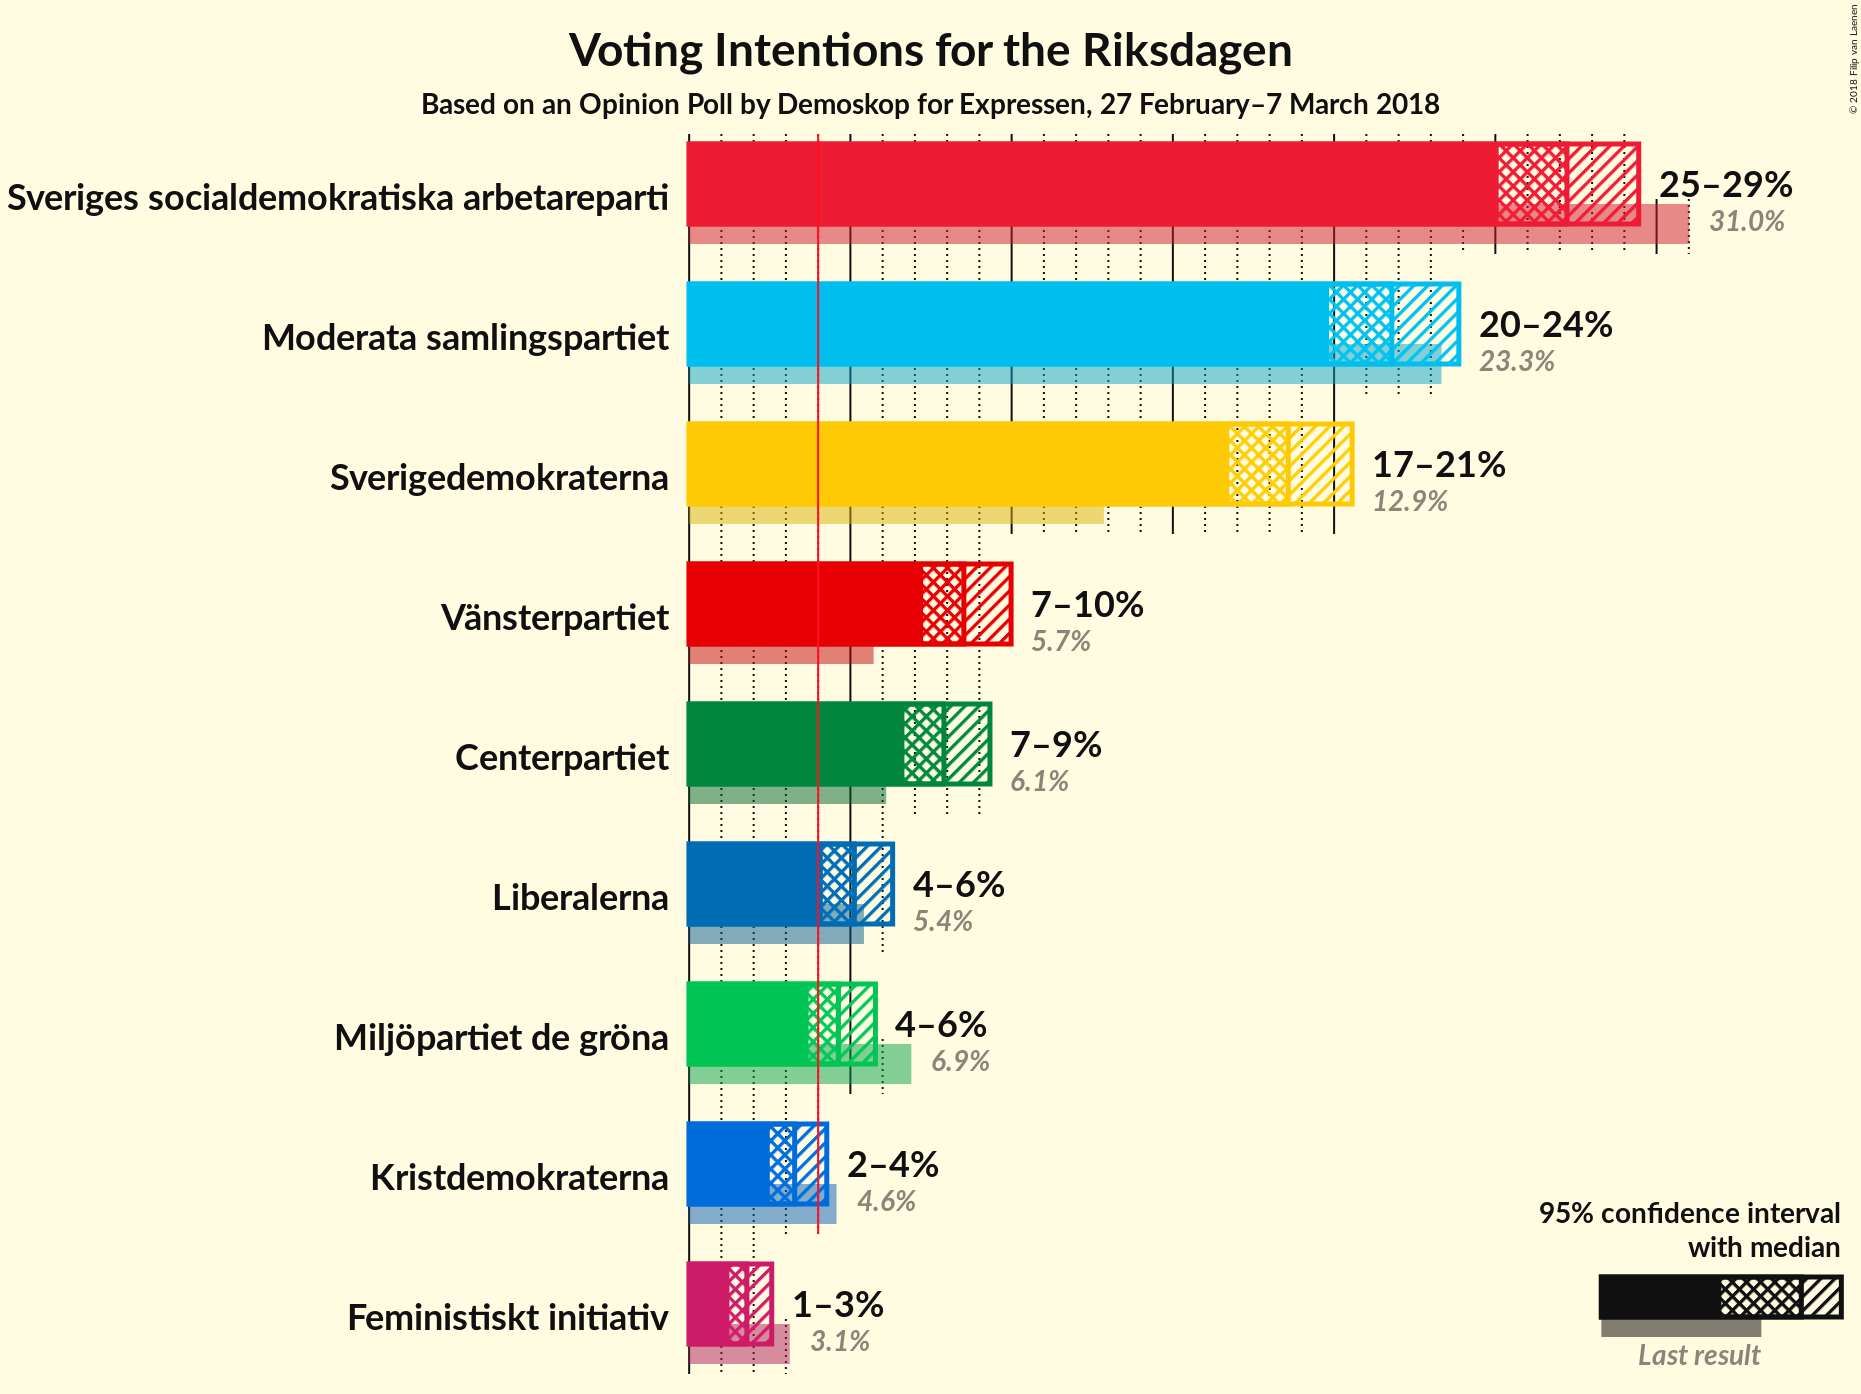 Voting Intentions for the Riksdagen
Based on an Opinion Poll by Demoskop for Expressen, 27 February–7 March 2018
© 2018 Filip van Laenen
Sveriges socialdemokratiska arbetareparti
25–29%
31.0%
Moderata samlingspartiet
20–24%
23.3%
Sverigedemokraterna
17–21%
12.9%
Vänsterpartiet
7–10%
5.7%
Centerpartiet
7–9%
6.1%
Liberalerna
4–6%
5.4%
Miljöpartiet de gröna
4–6%
6.9%
Kristdemokraterna
2–4%
4.6%
Feministiskt initiativ
1–3%
3.1%
95% confidence interval
with median
Last result